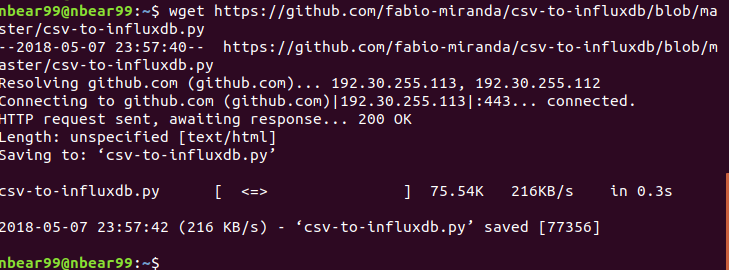 nbear99@nbear99:~$ wget https://github.com/fabio-miranda/csv-to-influxdb/blob/ma
ster/csv-to-influxdb.py
--2018-05-07 23:57:40--  https://github.com/fabio-miranda/csv-to-influxdb/blob/m
aster/csv-to-influxdb.py
Resolving github.com (github.com)... 192.30.255.113, 192.30.255.112
Connecting to github.com (github.com)|192.30.255.113|:443... connected.
HTTP request sent, awaiting response... 200 OK
Length: unspecified [text/html]
Saving to: ‘csv-to-influxdb.py’
csv-to-influxdb.py      [  <=>                 ]  75.54K   216KB/s    in 0.3s
2018-05-07 23:57:42 (216 KB/s) - ‘csv-to-influxdb.py’ saved [77356]
nbear99@nbear99:~$